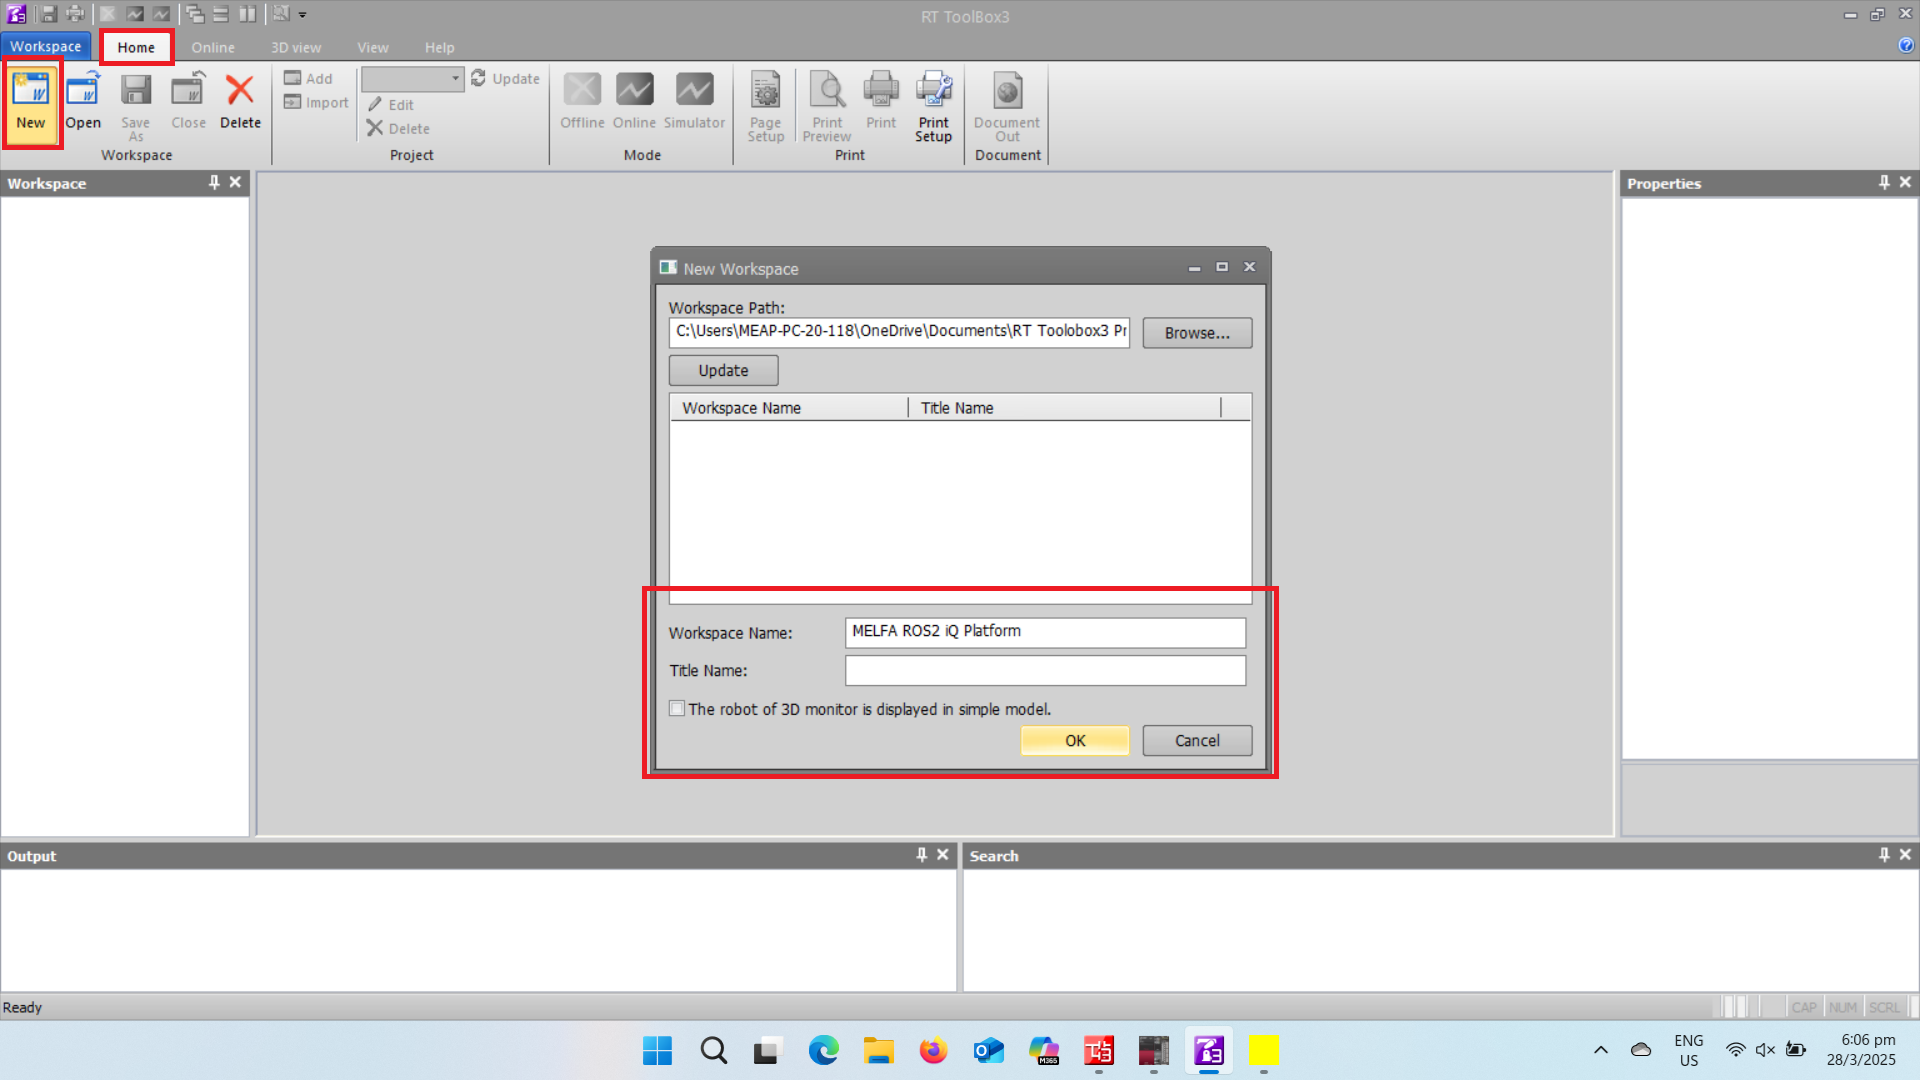 RT ToolBox3
Workspace
Home
Online
3D view
View
Help
New
Open
Save
As
Close
Delete
Workspace
Add
Import
Update
Edit
Delete
Project
Offline
Online
Simulator
Mode
Page
Setup
Print
Preview
Print
Print
Setup
Print
Document
Out
Document
Workspace
Properties
New Workspace
Workspace Path:
C:\Users\MEAP-PC-20-118\OneDrive\Documents\RT Toolobox3 Pr
Browse...
Update
Workspace Name
Title Name
Workspace Name:
MELFA ROS2 iQ Platform
Title Name:
The robot of 3D monitor is displayed in simple model.
OK
Cancel
Output
Search
Ready
CAP
NUM
SCRL
M365
ENG
US
6:06 pm
28/3/2025